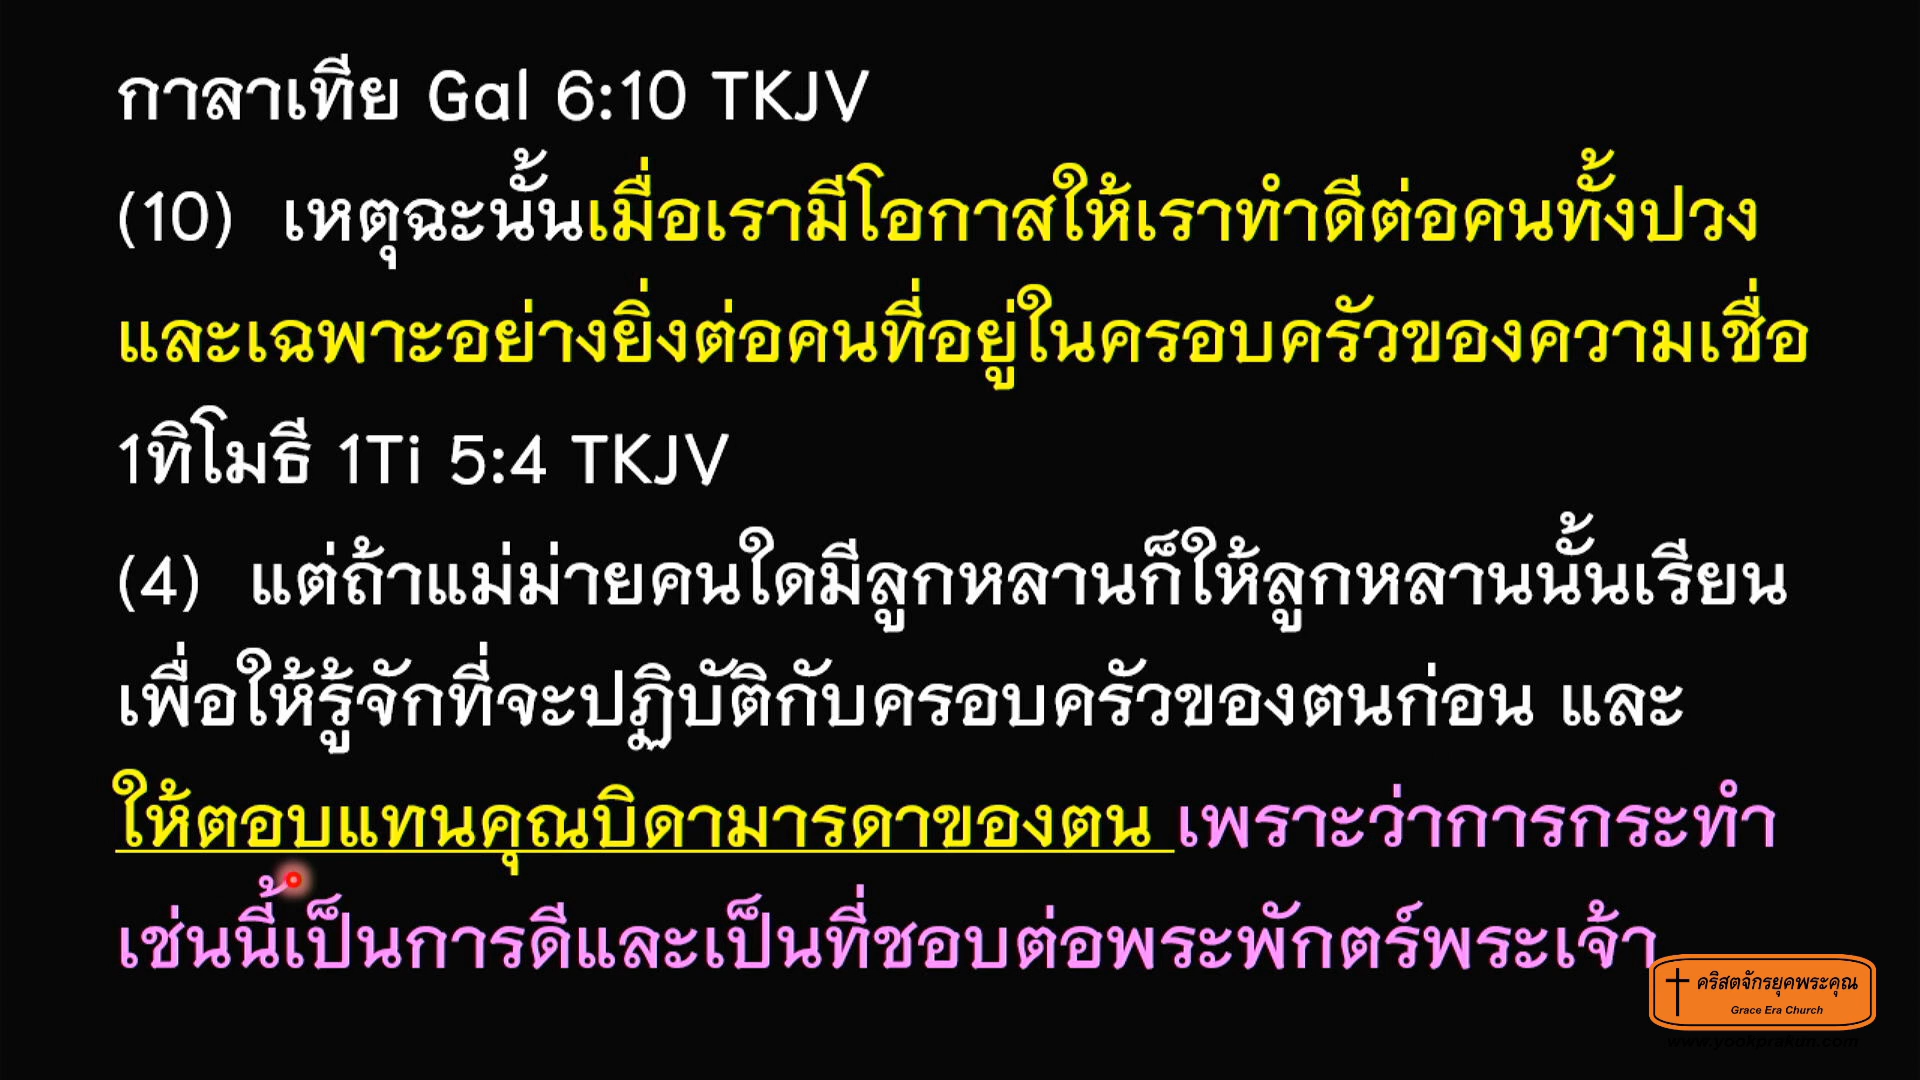 กาลาเทีย Gal 6:10 TKJV
(10) เหตุฉะนั้นเมื่อเรามีโอกาสให้เราทำดีต่อคนทั้งปวง
และเฉพาะอย่างยิ่งต่อคนที่อยู่ในครอบครัวของความเชื่อ
1ทิโมธี 1Ti 5:4 TKJV
(4) แต่ถ้าแม่ม่ายคนใดมีลูกหลานก็ให้ลูกหลานนั้นเรียน
เพื่อให้รู้จักที่จะปฏิบัติกับครอบครัวของตนก่อน และ
ให้ตอบแทนคุณบิดามารดาของตน เพราะว่าการกระทำ
เช่นนี้เป็นการดีและเป็นที่ชอบต่อพระพักตร์พระเจ้า
คริสตจักรยุคพระคุณ
Grace Era Church
www.yookprakun.com